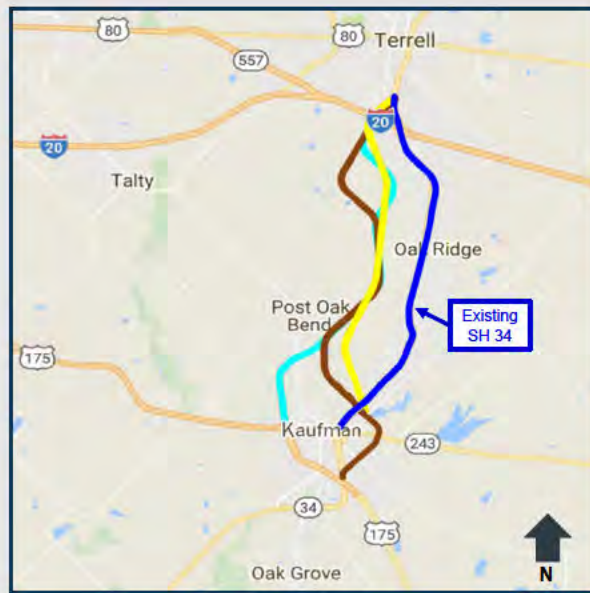 80
80
Terrell
557
20
20
Talty
Oak Ridge
Post Oak
Bend
Existing
SH 34
175
Kaufman
243
34
175
Oak Grove
N